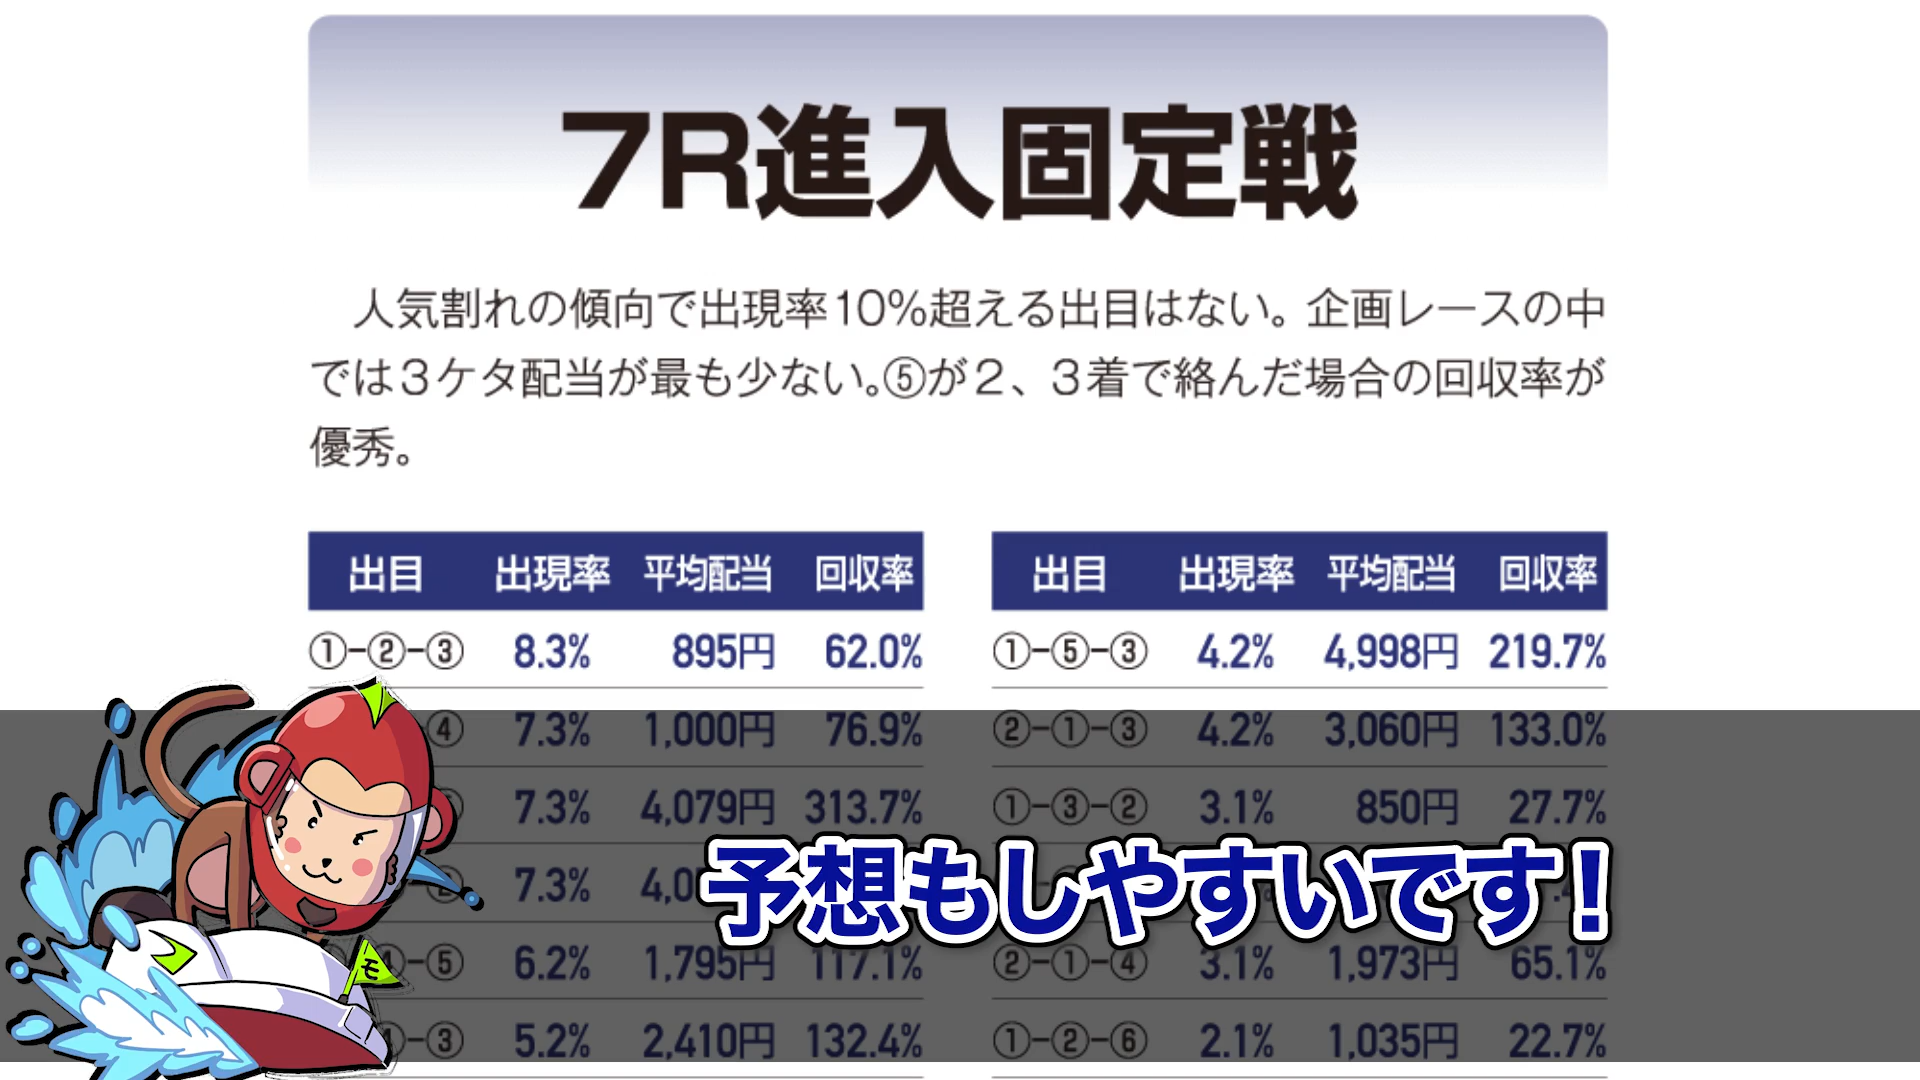 7R進入固定戦
人気割れの傾向で出現率10%超える出目はない。企画レースの中
では3ケタ配当が最も少ない。⑤が2、3着で絡んだ場合の回収率が
優秀。
出目 出現率 平均配当 回収率
①-②-③ 8.3% 895円 62.0%
④ 7.3% 1,000円 76.9%
7.3% 4,079円 313.7%
7.3%
-⑤ 6.2% 1,795円 117.1%
-③ 5.2% 2,410円 132.4%
出目 出現率 平均配当 回収率
①-⑤-③ 4.2% 4,998円 219.7%
②-①-③ 4.2% 3,060円 133.0%
①-③-② 3.1% 850円 27.7%
②-①-④ 3.1% 1,973円 65.1%
①-②-⑥ 2.1% 1,035円 22.7%
予想もしやすいです!
モ